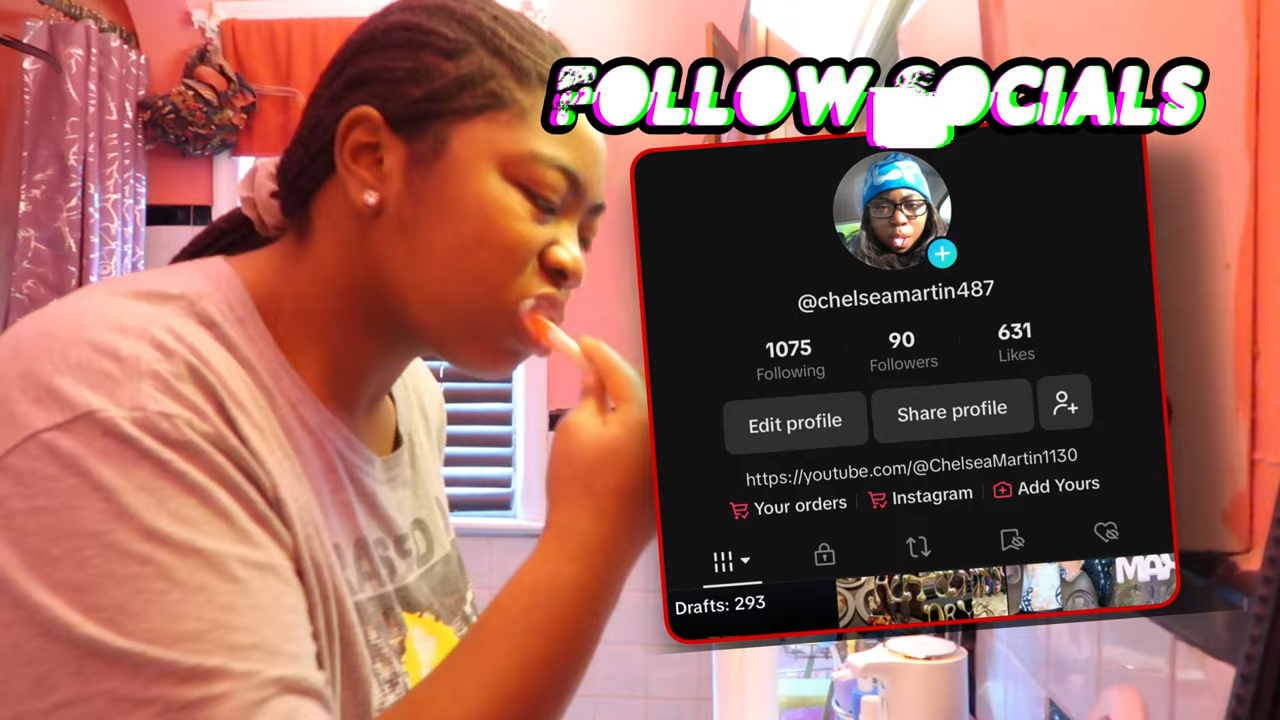 FOLLOW SOCIALS
@chelseamartin487
1075 90 631
Following Followers Likes
Edit profile Share profile
https://youtube.com/@ChelseaMartin1130
Your orders Instagram Add Yours
Drafts: 293